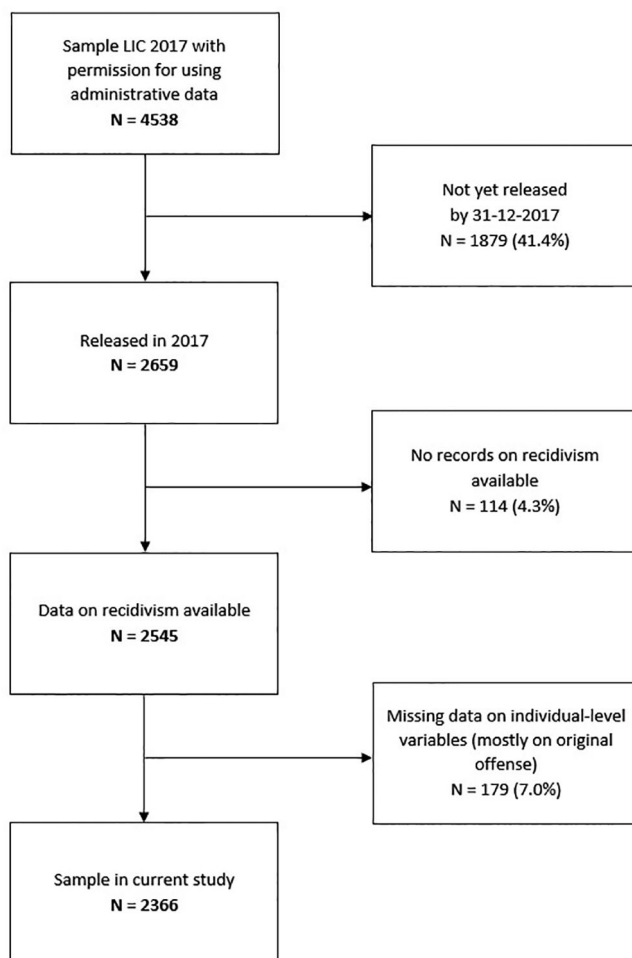 Sample LIC 2017 with
permission for using
administrative data
N = 4538
Not yet released
by 31-12-2017
N = 1879 (41.4%)
Released in 2017
N = 2659
No records on recidivism
available
N = 114 (4.3%)
Data on recidivism available
N = 2545
Missing data on individual-level
variables (mostly on original
offense)
N = 179 (7.0%)
Sample in current study
N = 2366